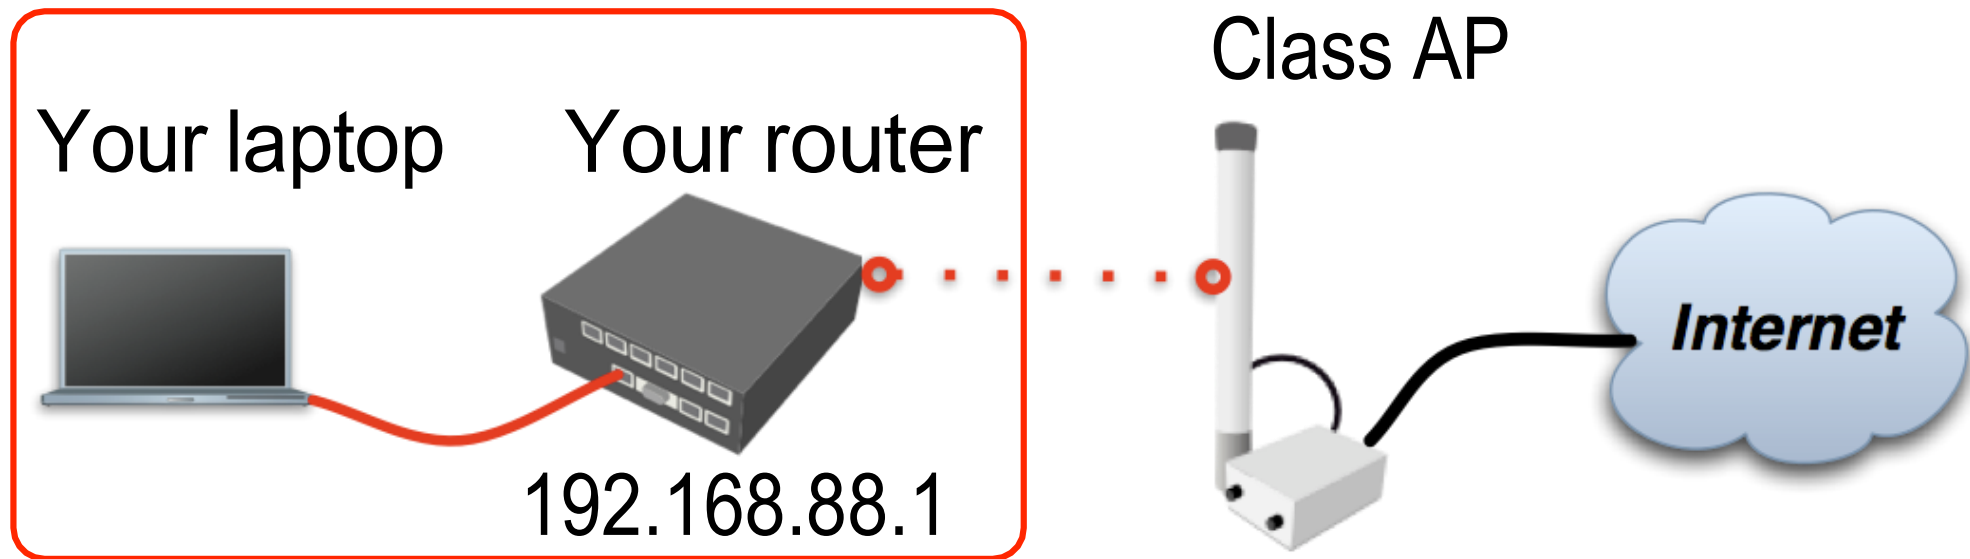 Class AP
Your laptop
Your router
192.168.88.1
Internet